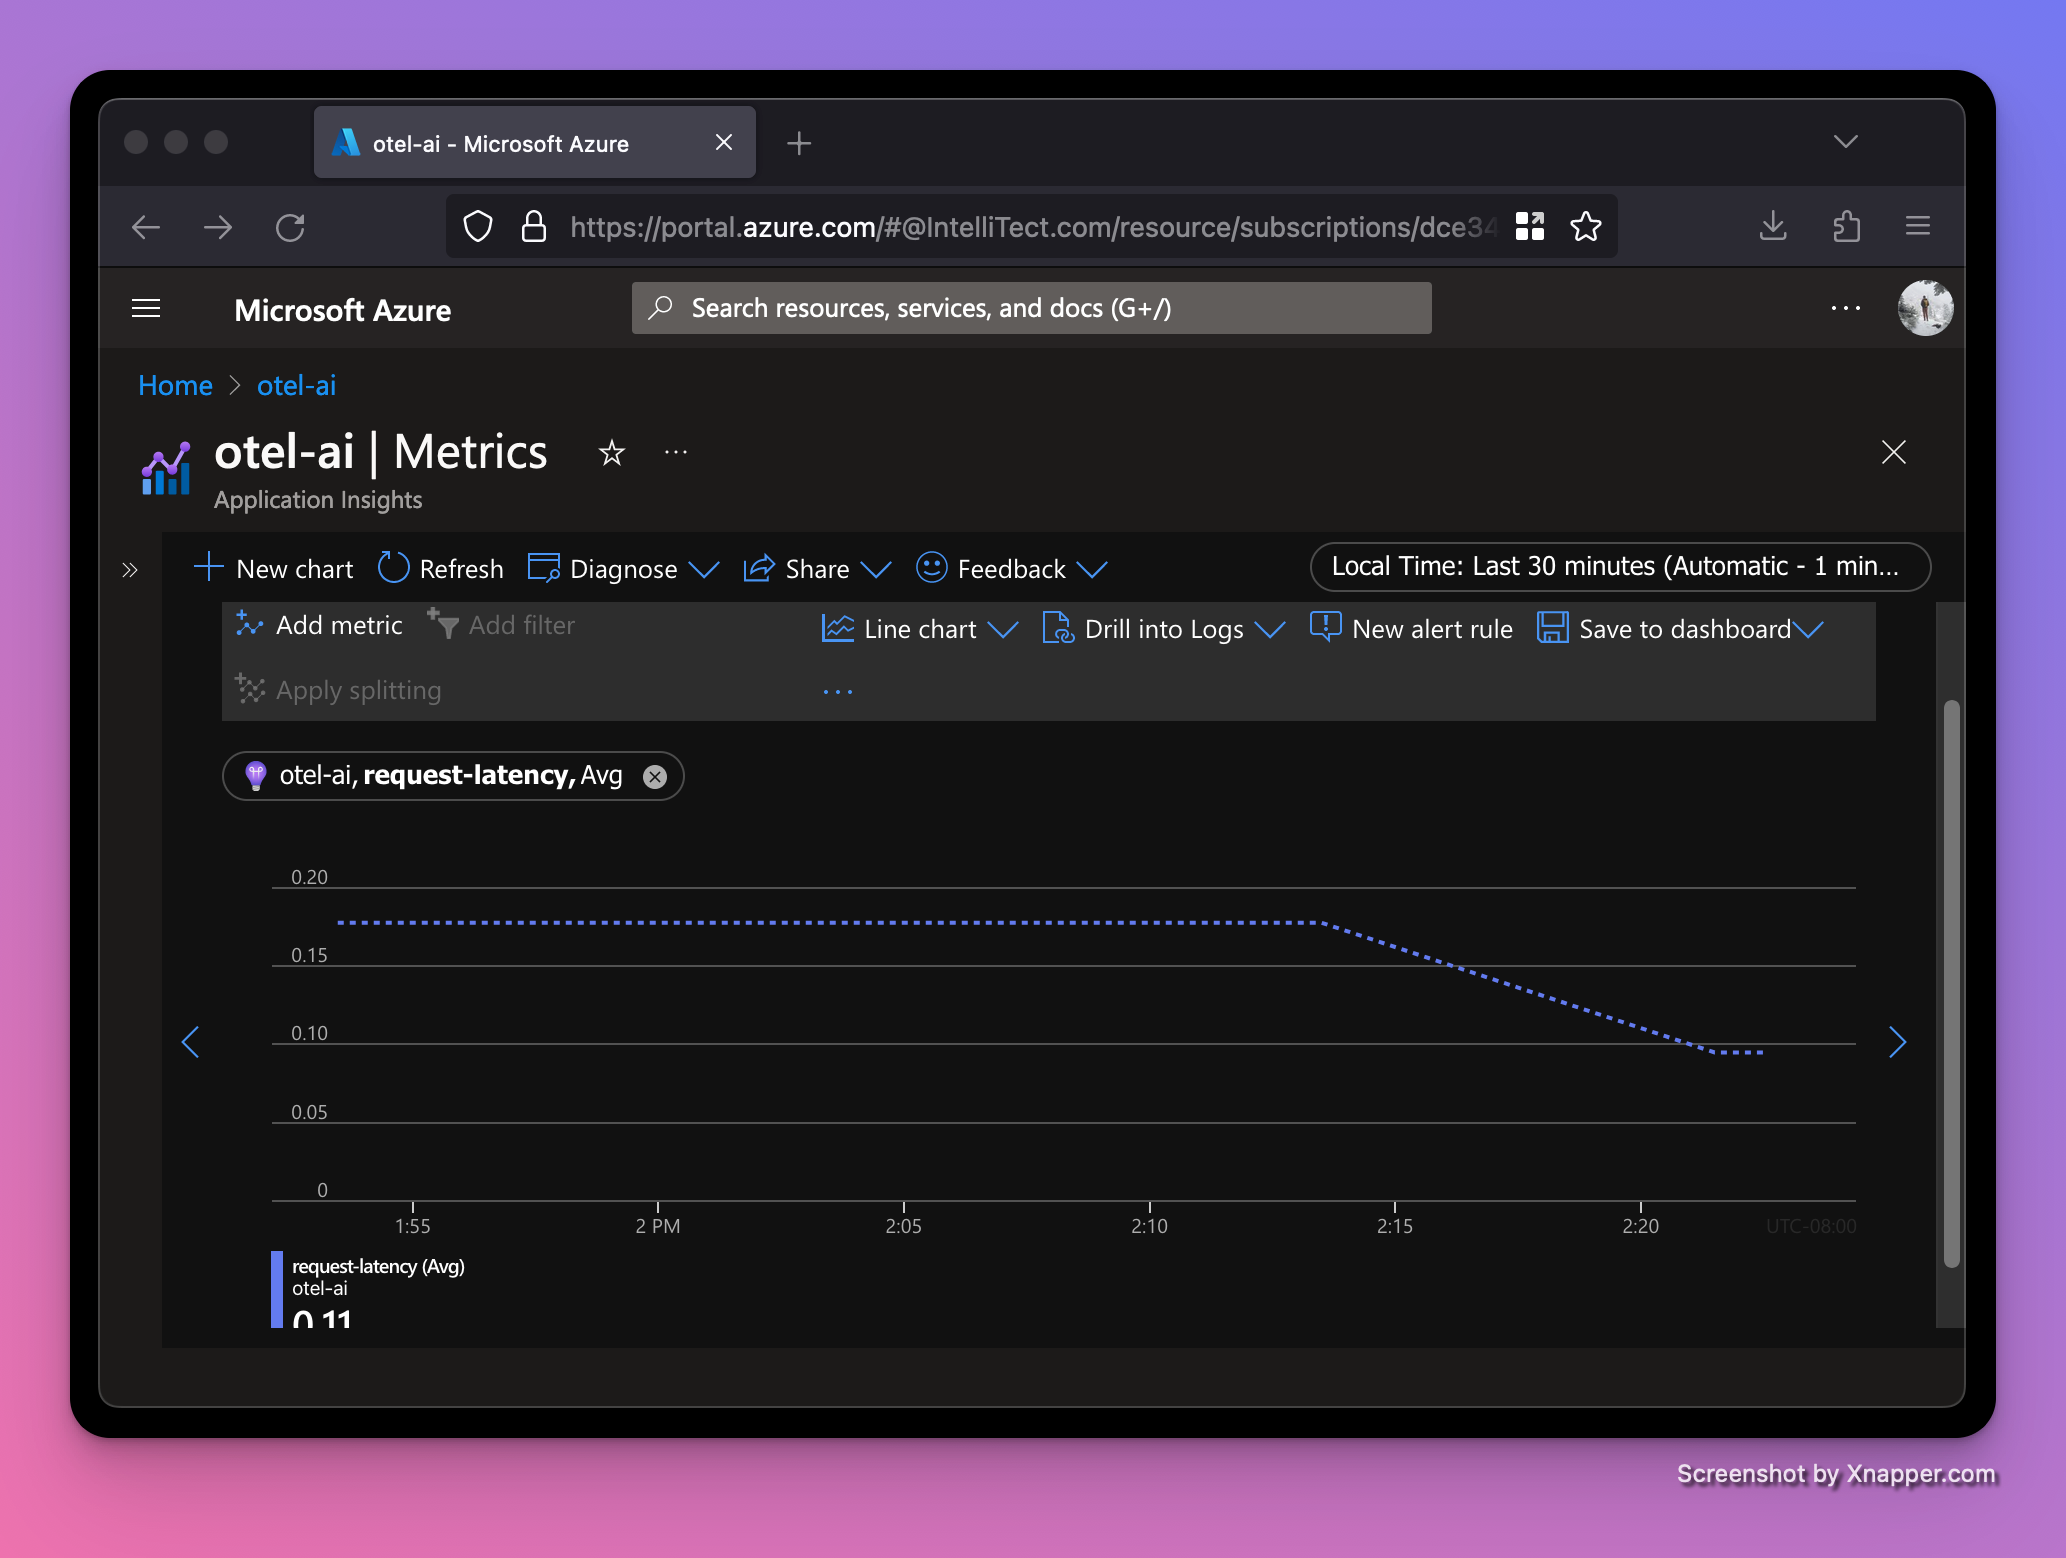 otel-ai - Microsoft Azure
https://portal.azure.com/#@IntelliTect.com/resource/subscriptions/dce34
Microsoft Azure
Search resources, services, and docs (G+/)
Home > otel-ai
otel-ai | Metrics
Application Insights
New chart Refresh Diagnose Share Feedback Local Time: Last 30 minutes (Automatic - 1 min...
Add metric Add filter Line chart Drill into Logs New alert rule Save to dashboard
Apply splitting ...
otel-ai, request-latency, Avg
0.20
0.15
0.10
0.05
0
1:55 2 PM 2:05 2:10 2:15 2:20 UTC-08:00
request-latency (Avg)
otel-ai
0.11
Screenshot by Xnapper.com